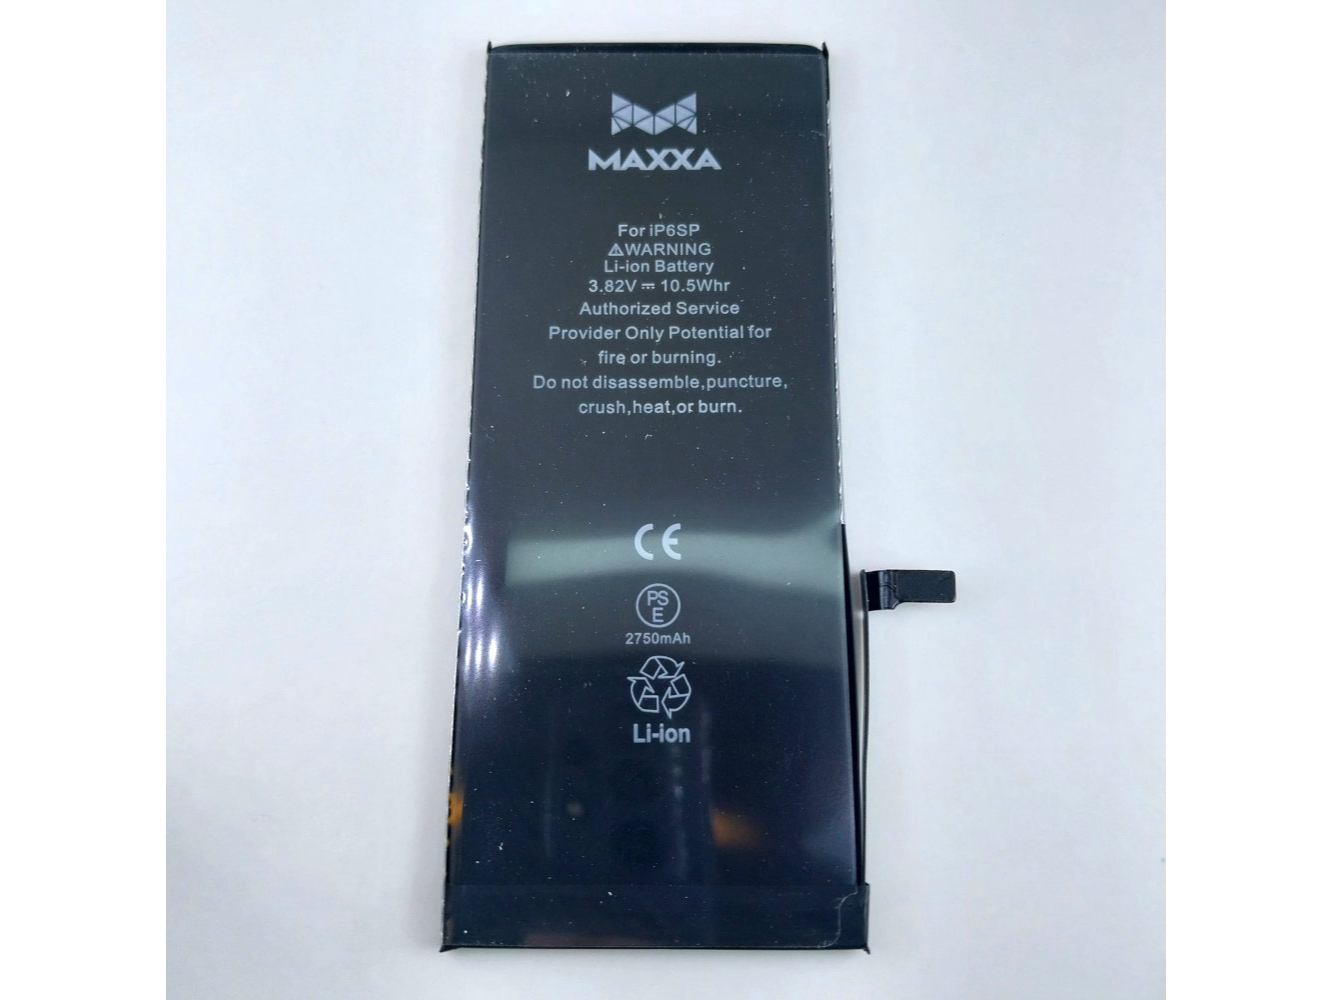 MAXXA
For iP6SP
⚠WARNING
Li-ion Battery
3.82V ⎓ 10.5Whr
Authorized Service
Provider Only Potential for
fire or burning.
Do not disassemble,puncture,
crush,heat,or burn.
CE
PS
E
2750mAh
Li-ion